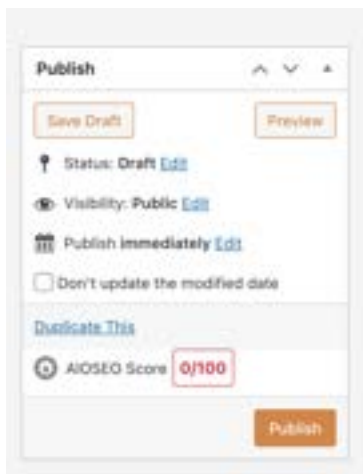 Publish
Save Draft Preview
Status: Draft Edit
Visibility: Public Edit
Publish immediately Edit
Don't update the modified date
Duplicate This
AIOSEO Score 0/100
Publish